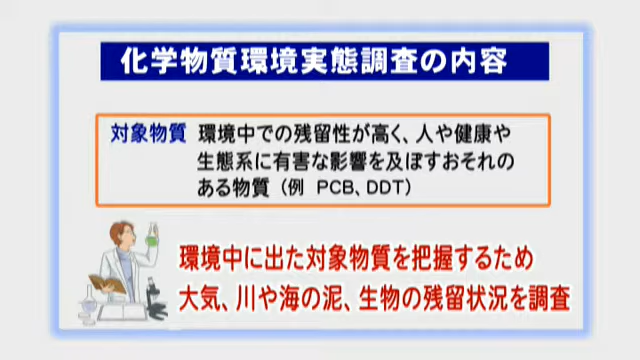 化学物質環境実態調査の内容
対象物質 環境中での残留性が高く、人や健康や
生態系に有害な影響を及ぼすおそれの
ある物質（例 PCB、DDT）
環境中に出た対象物質を把握するため
大気、川や海の泥、生物の残留状況を調査